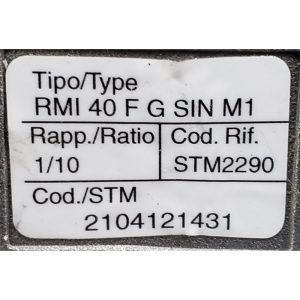 Tipo/Type
RMI 40 F G SIN M1
Rapp./Ratio Cod. Rif.
1/10 STM2290
Cod./STM
2104121431